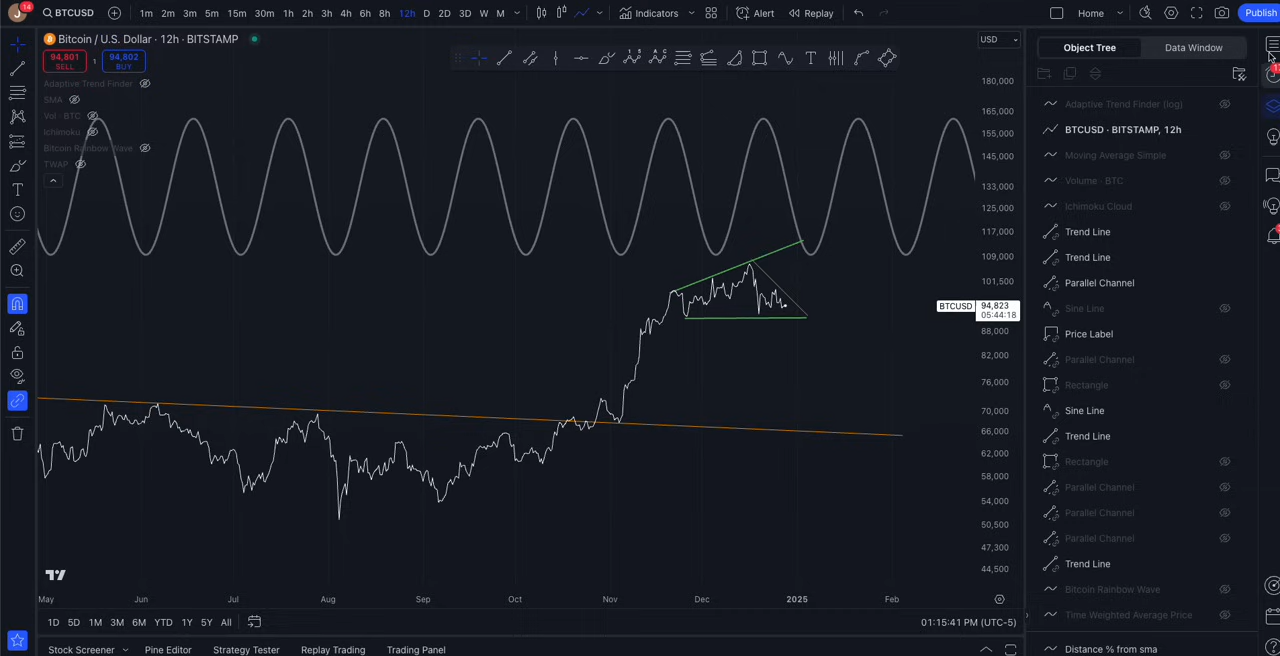 J 14 BTCUSD 1m 2m 3m 5m 15m 30m 1h 2h 3h 4h 6h 8h 12h D 2D 3D W M Indicators Alert Replay Home Publish
Bitcoin / U.S. Dollar · 12h · BITSTAMP
USD
94,801
SELL
1
94,802
BUY
Adaptive Trend Finder
SMA
Vol · BTC
Ichimoku
Bitcoin Rainbow Wave
TWAP
180,000
165,000
155,000
145,000
133,000
125,000
117,000
109,000
101,500
BTCUSD 94,823
05:44:18
88,000
82,000
76,000
70,000
66,000
62,000
58,000
54,000
50,500
47,300
44,500
May Jun Jul Aug Sep Oct Nov Dec 2025 Feb
1D 5D 1M 3M 6M YTD 1Y 5Y All
01:15:41 PM (UTC-5)
Stock Screener Pine Editor Strategy Tester Replay Trading Trading Panel
Object Tree Data Window
Adaptive Trend Finder (log)
BTCUSD · BITSTAMP, 12h
Moving Average Simple
Volume · BTC
Ichimoku Cloud
Trend Line
Trend Line
Parallel Channel
Sine Line
Price Label
Parallel Channel
Rectangle
Sine Line
Trend Line
Rectangle
Parallel Channel
Parallel Channel
Parallel Channel
Trend Line
Bitcoin Rainbow Wave
Time Weighted Average Price
Distance % from sma